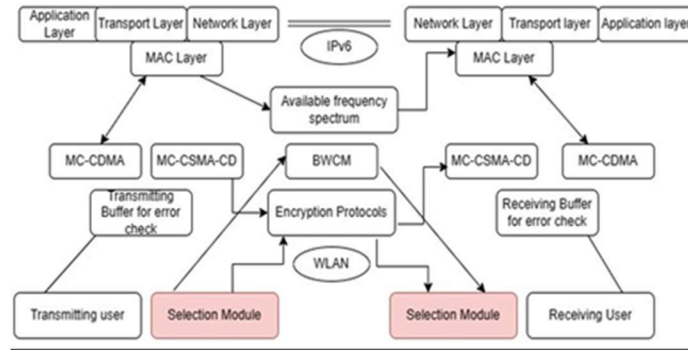 Application
Layer
Transport Layer
Network Layer
Network Layer
Transport layer
Application layer
IPv6
MAC Layer
MAC Layer
Available frequency
spectrum
MC-CDMA
MC-CSMA-CD
BWCM
MC-CSMA-CD
MC-CDMA
Transmitting
Buffer for error
check
Encryption Protocols
Receiving Buffer
for error check
WLAN
Transmitting user
Selection Module
Selection Module
Receiving User